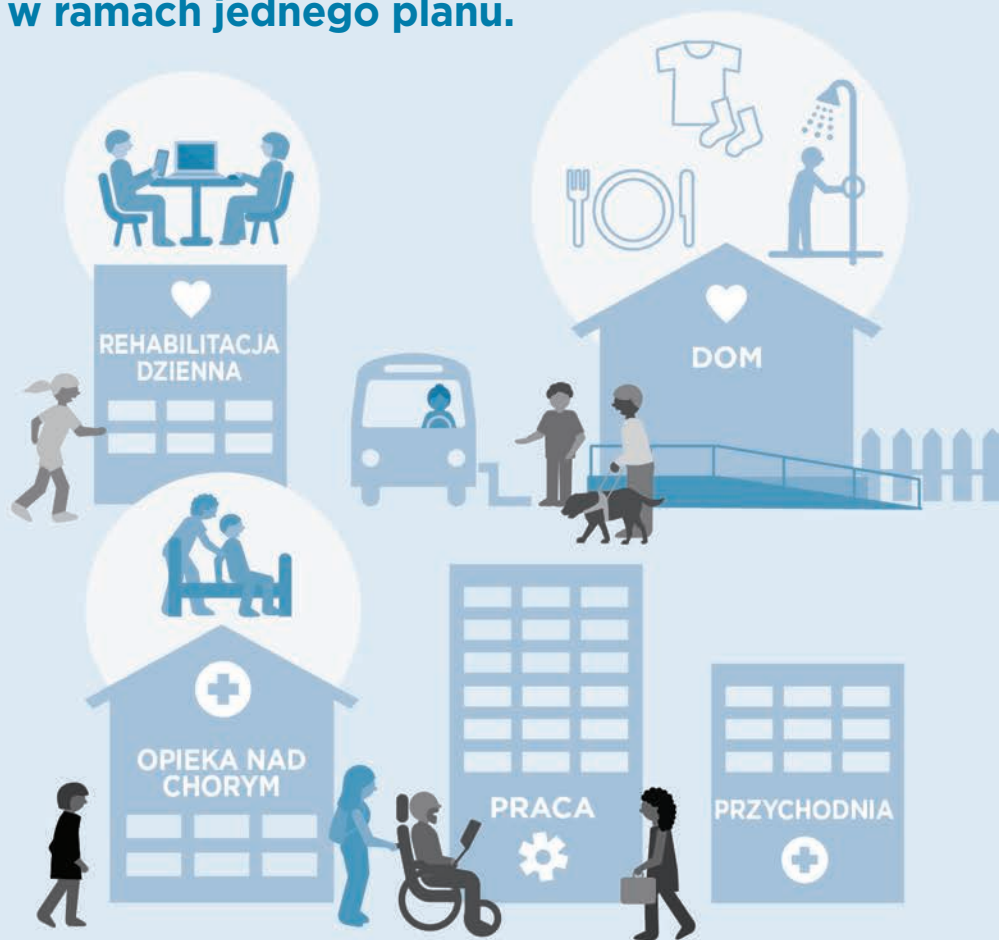 w ramach jednego planu.
REHABILITACJA
DZIENNA
DOM
OPIEKA NAD
CHORYM
PRACA
PRZYCHODNIA